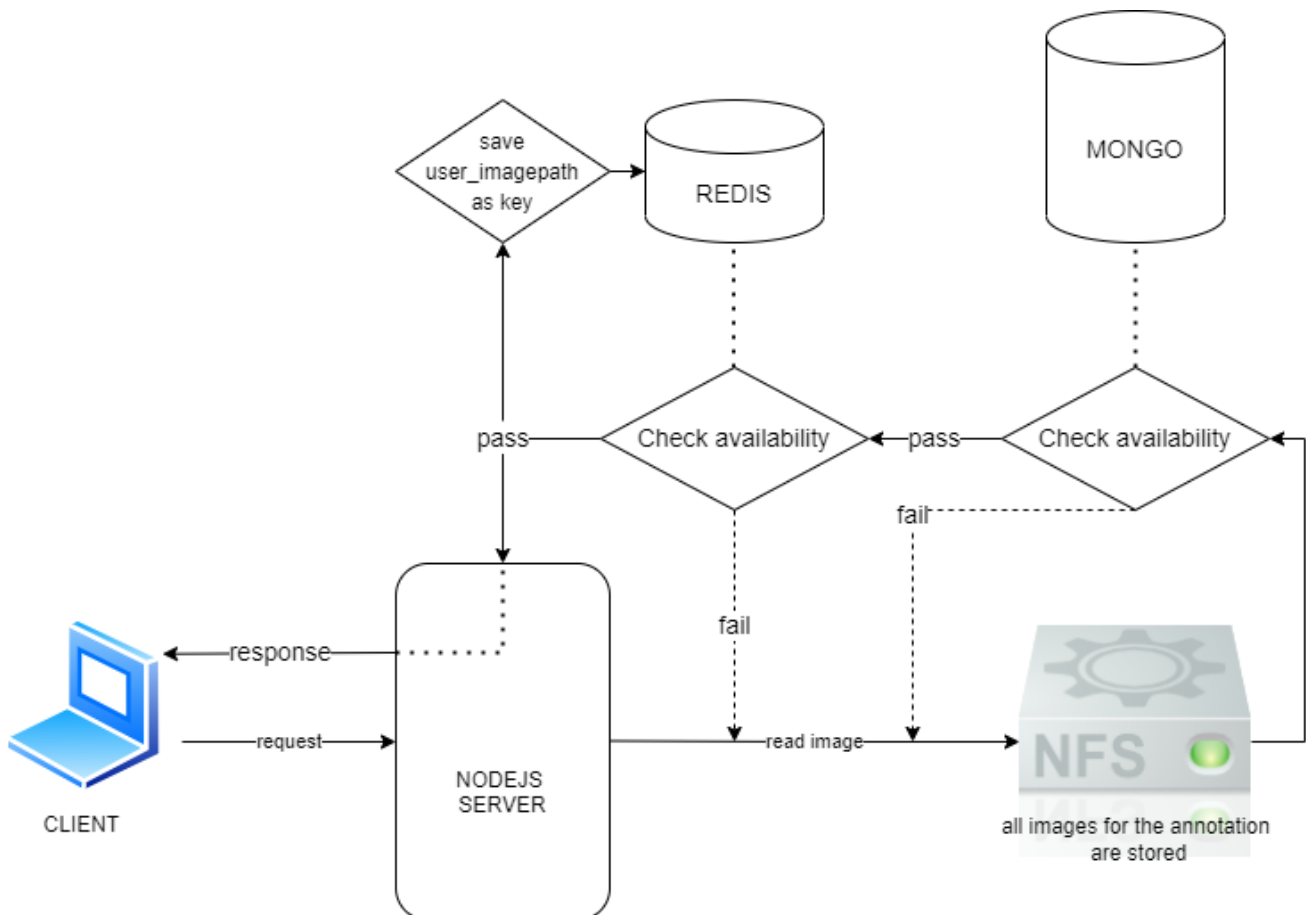 MONGO
save
user_imagepath
as key
REDIS
pass
Check availability
pass
Check availability
fail
fail
response
request
read image
NFS
NODEJS
SERVER
CLIENT
all images for the annotation
are stored